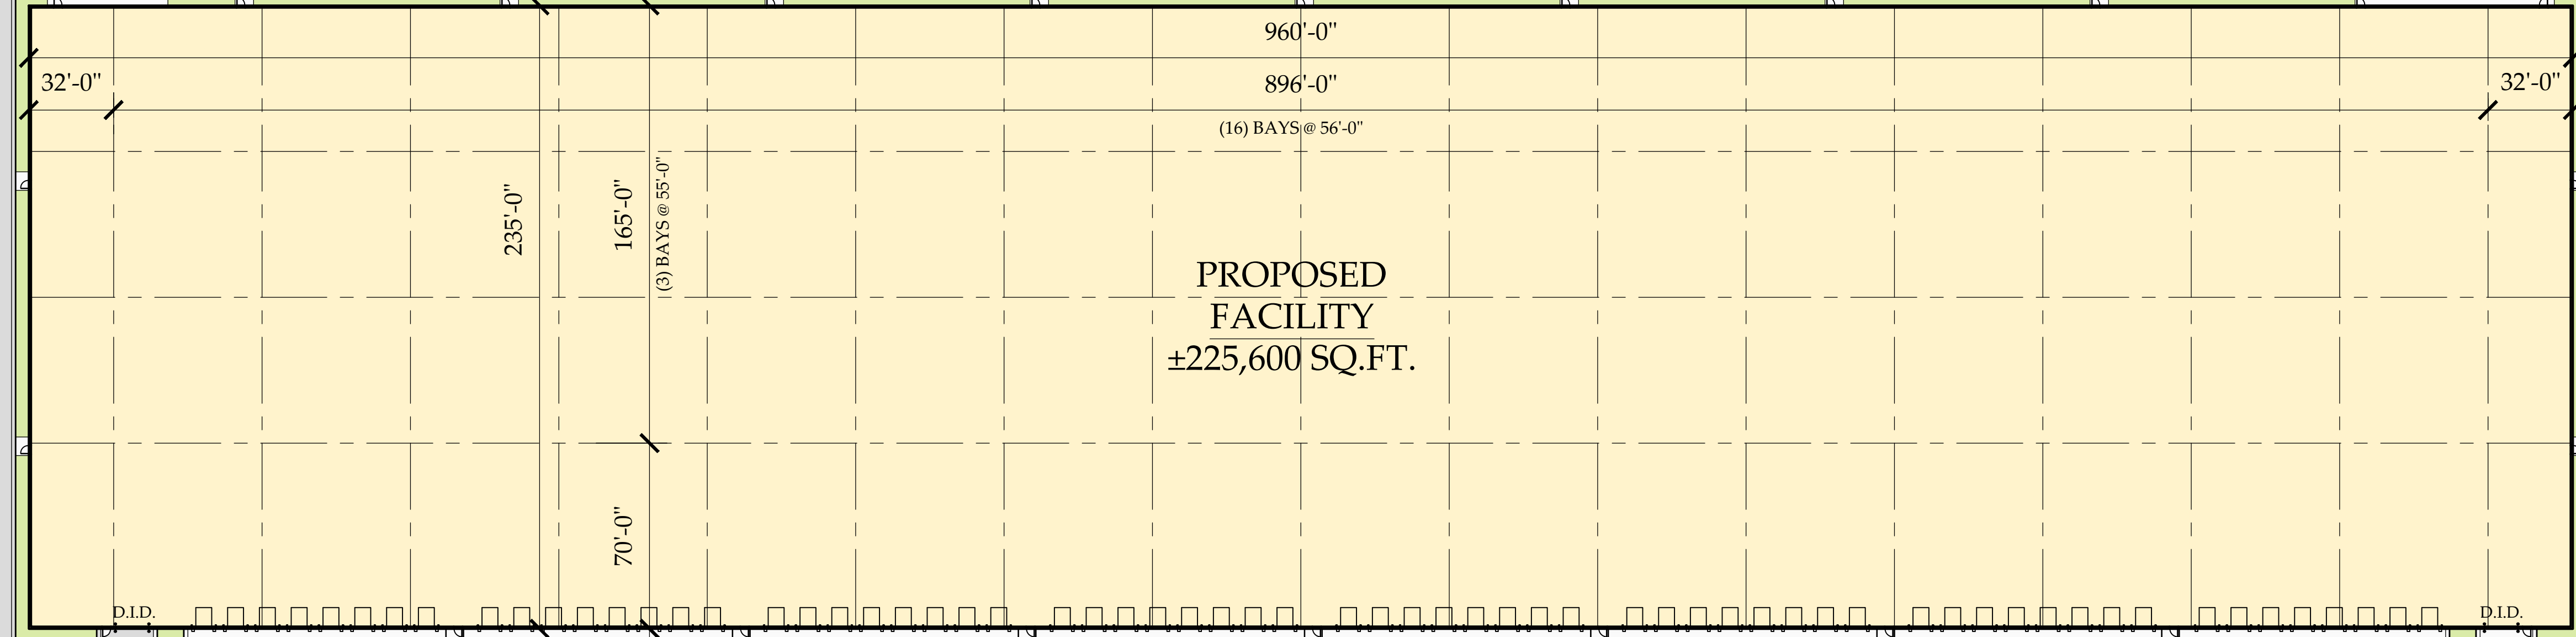 960'-0"
32'-0"
896'-0"
32'-0"
(16) BAYS @ 56'-0"
235'-0"
165'-0"
(3) BAYS @ 55'-0"
PROPOSED
FACILITY
±225,600 SQ.FT.
70'-0"
D.I.D.
D.I.D.